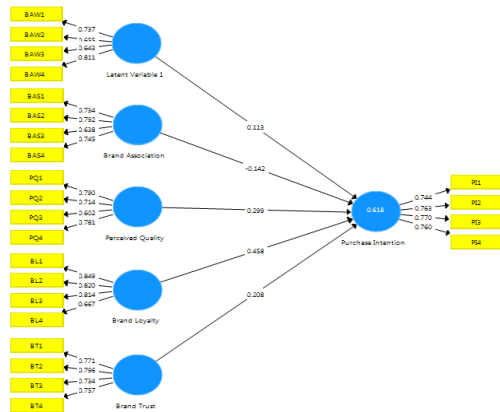 BAW1
0.737
BAW2
0.655
BAW3
0.643
BAW4
0.811
Latent Variable 1
0.113
BAS1
0.734
BAS2
0.792
BAS3
0.638
BAS4
0.745
Brand Association
-0.142
PQ1
0.790
PQ2
0.714
PQ3
0.602
PQ4
0.781
Perceived Quality
0.299
BL1
0.849
BL2
0.820
BL3
0.814
BL4
0.667
Brand Loyalty
0.458
BT1
0.771
BT2
0.796
BT3
0.734
BT4
0.757
Brand Trust
0.208
0.618
Purchase Intention
0.744
PI1
0.763
PI2
0.770
PI3
0.760
PI4